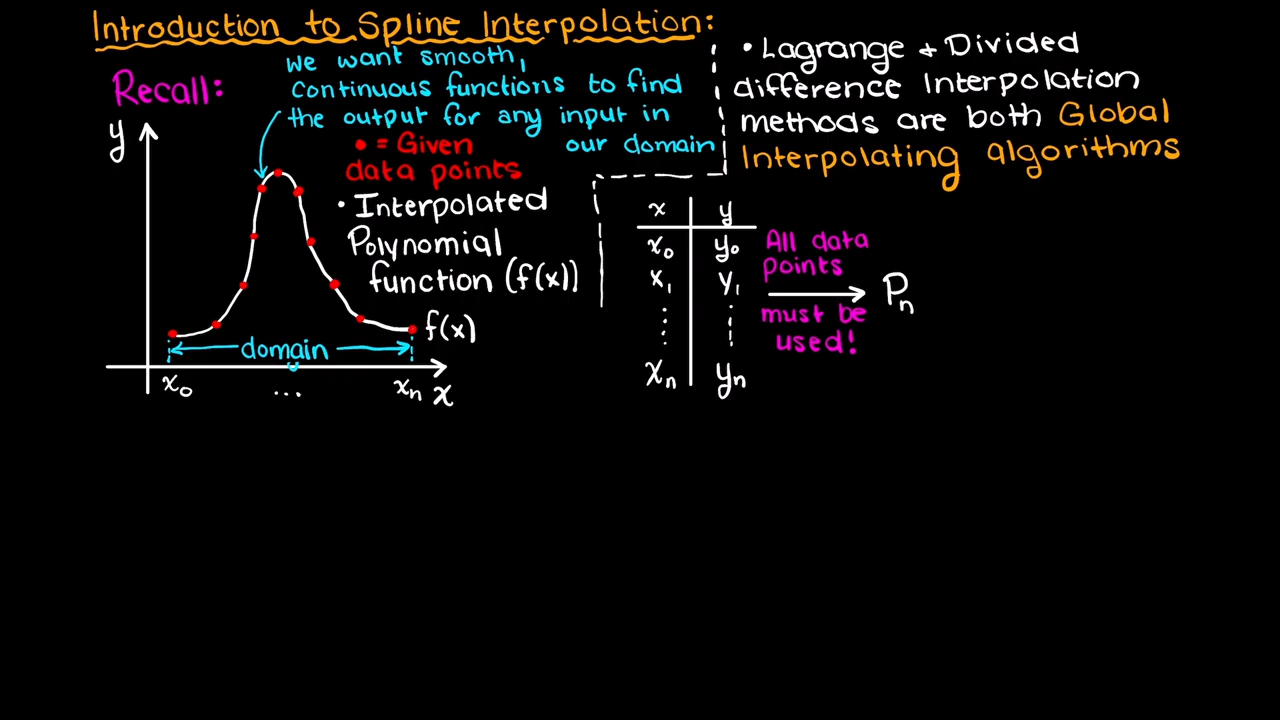 Introduction to Spline Interpolation:
Recall:
we want smooth,
continuous functions to find
the output for any input in
our domain
• = Given
data points
• Interpolated
Polynomial
function (f(x))
y
f(x)
domain
x₀ ... xₙ x
• Lagrange & Divided
difference Interpolation
methods are both Global
Interpolating algorithms
x y
x₀ y₀
x₁ y₁
⋮ ⋮
xₙ yₙ
All data
points
must be
used!
Pₙ